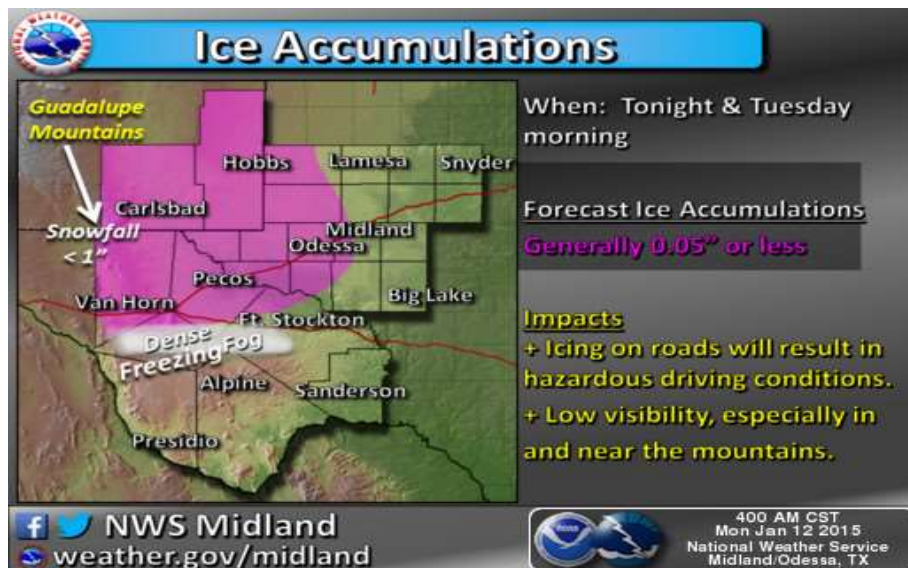 Ice Accumulations
Guadalupe
Mountains
Hobbs
Lamesa
Snyder
Carlsbad
Snowfall
< 1"
Midland
Odessa
Pecos
Big Lake
Van Horn
Ft. Stockton
Dense
Freezing Fog
Alpine
Sanderson
Presidio
When: Tonight & Tuesday
morning
Forecast Ice Accumulations
Generally 0.05" or less
Impacts
+ Icing on roads will result in
hazardous driving conditions.
+ Low visibility, especially in
and near the mountains.
NWS Midland
weather.gov/midland
400 AM CST
Mon Jan 12 2015
National Weather Service
Midland/Odessa, TX